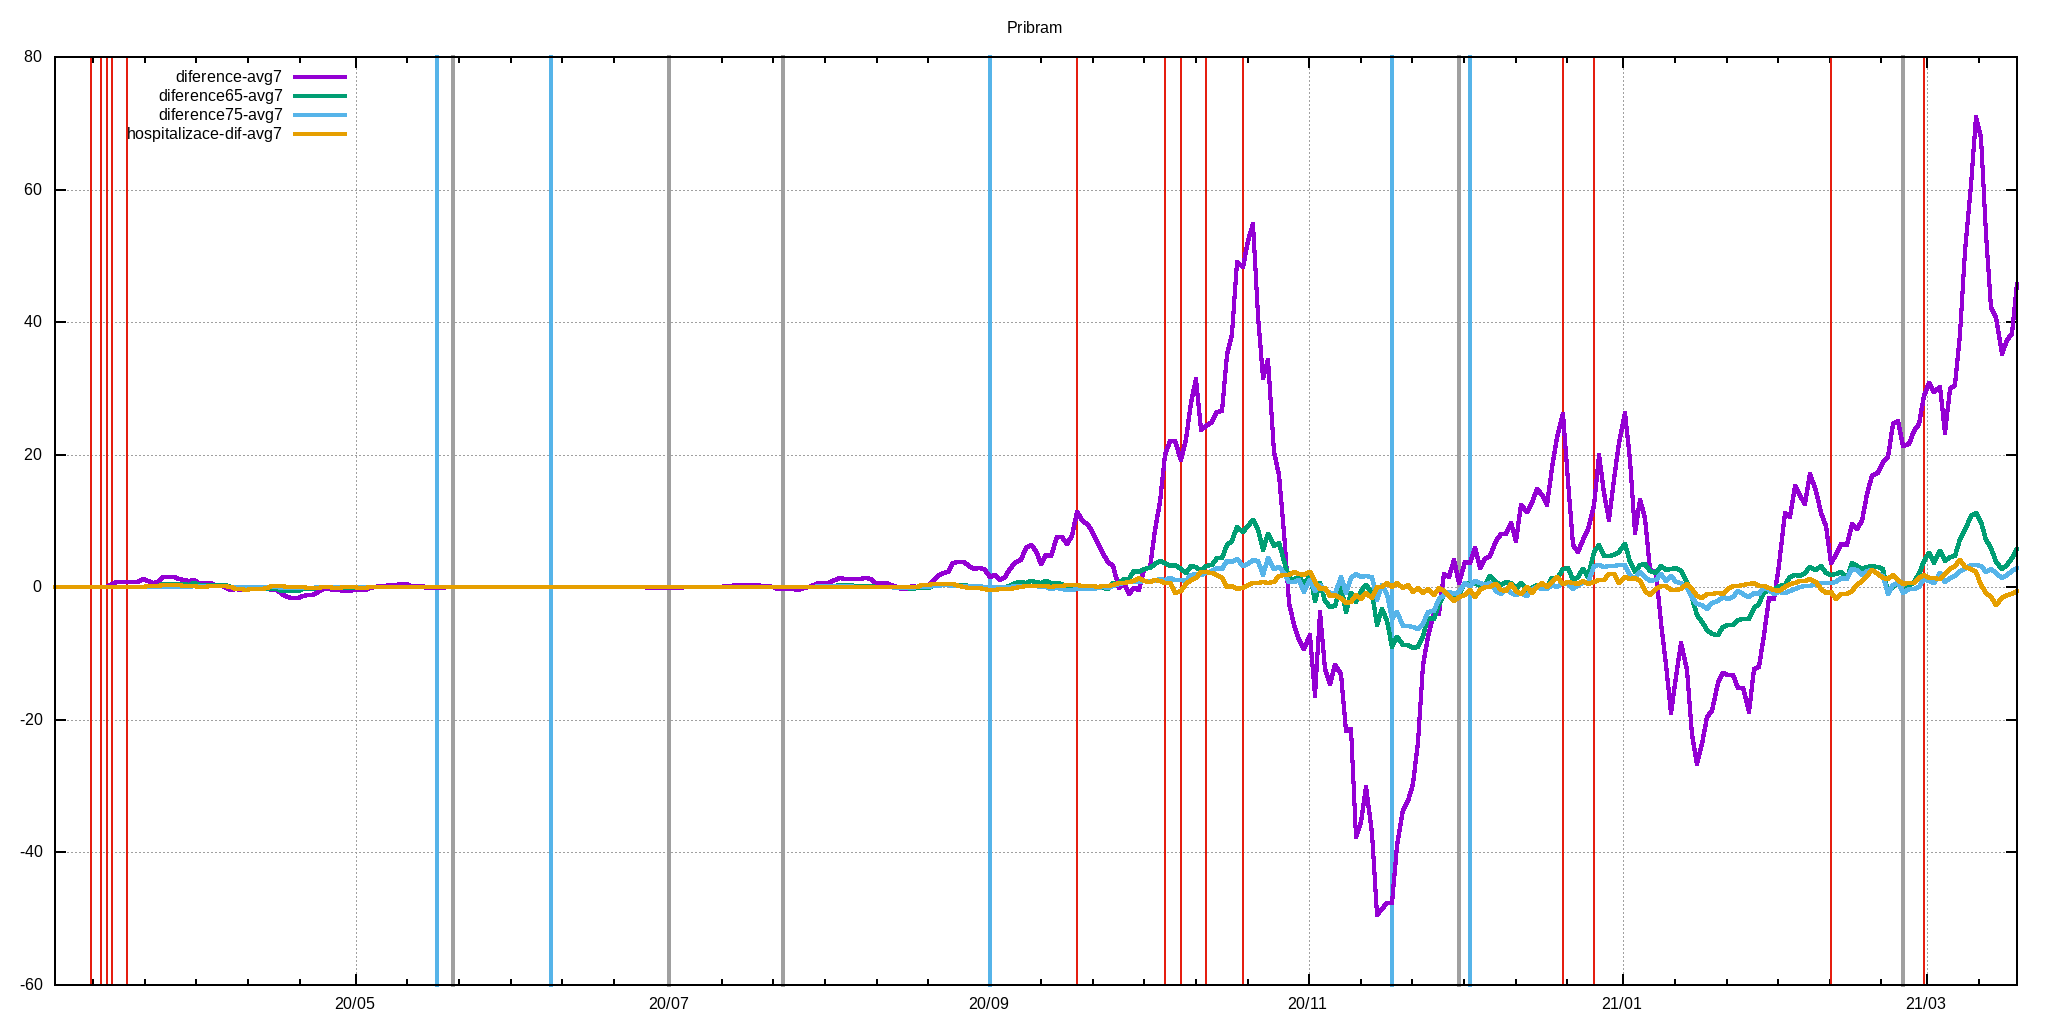 Pribram
80
60
40
20
0
-20
-40
-60
diference-avg7
diference65-avg7
diference75-avg7
hospitalizace-dif-avg7
20/05
20/07
20/09
20/11
21/01
21/03